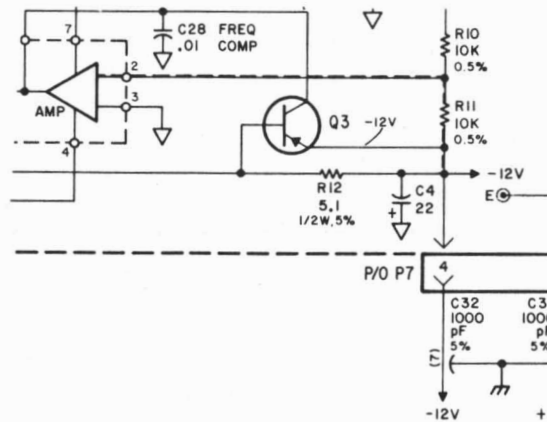 7
C28 FREQ
.01 COMP
R10
10K
0.5%
2
AMP
3
4
Q3
-12V
R11
10K
0.5%
R12
5.1
1/2W,5%
+
C4
22
-12V
E
P/O P7
4
C32
1000
pF
5%
C3
1000
pF
5%
(7)
-12V
+